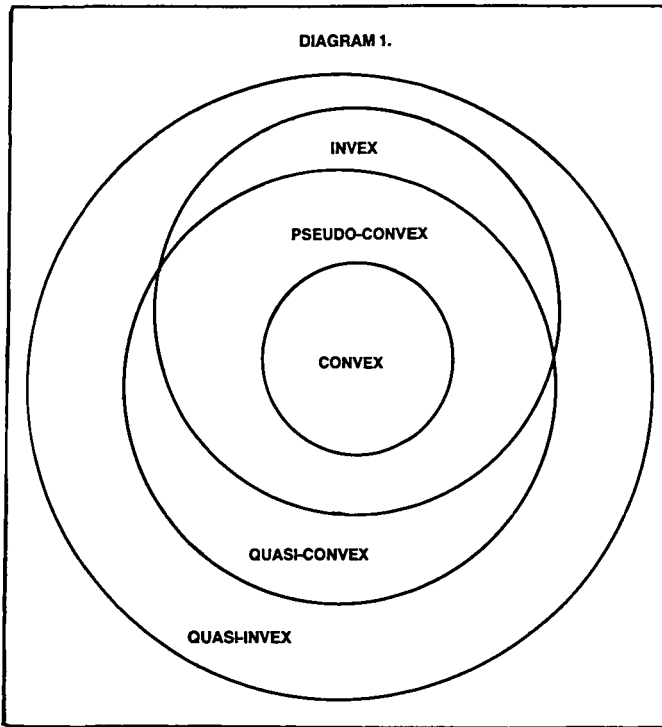 DIAGRAM 1.
INVEX
PSEUDO-CONVEX
CONVEX
QUASI-CONVEX
QUASI-INVEX